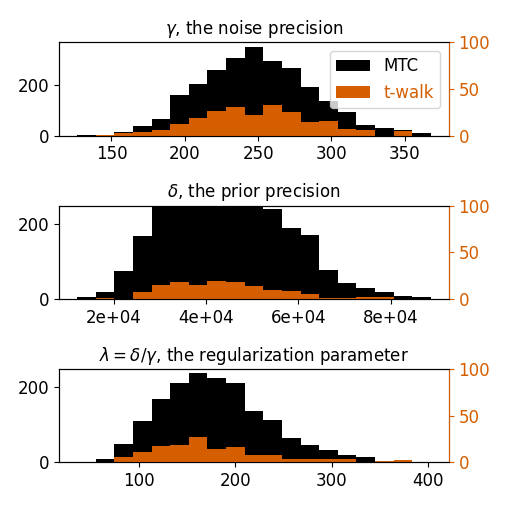 γ, the noise precision
MTC
t-walk
0
200
0
50
100
150
200
250
300
350
δ, the prior precision
0
200
0
50
100
2e+04
4e+04
6e+04
8e+04
λ = δ/γ, the regularization parameter
0
200
0
50
100
100
200
300
400